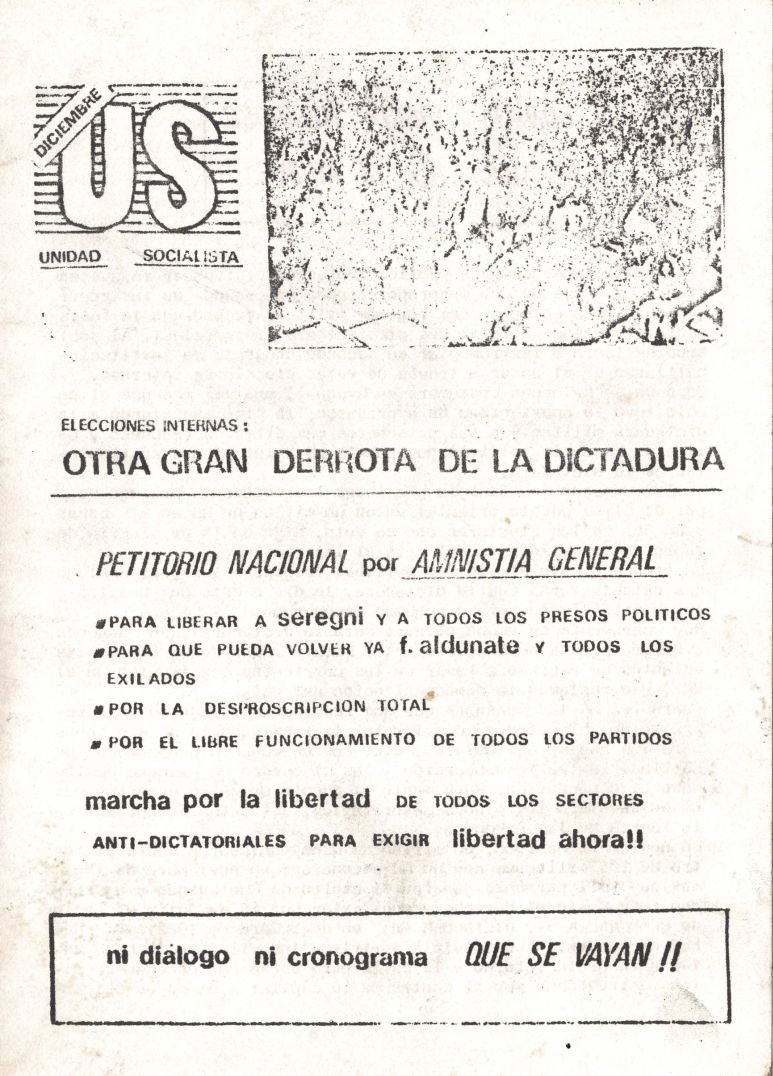 DICIEMBRE
US
UNIDAD SOCIALISTA
ELECCIONES INTERNAS:
OTRA GRAN DERROTA DE LA DICTADURA
PETITORIO NACIONAL por AMNISTIA GENERAL
PARA LIBERAR A seregni Y A TODOS LOS PRESOS POLITICOS
PARA QUE PUEDA VOLVER YA f. aldunate Y TODOS LOS
EXILADOS
POR LA DESPROSCRIPCION TOTAL
POR EL LIBRE FUNCIONAMIENTO DE TODOS LOS PARTIDOS
marcha por la libertad DE TODOS LOS SECTORES
ANTI-DICTATORIALES PARA EXIGIR libertad ahora!!
ni diálogo ni cronograma QUE SE VAYAN!!